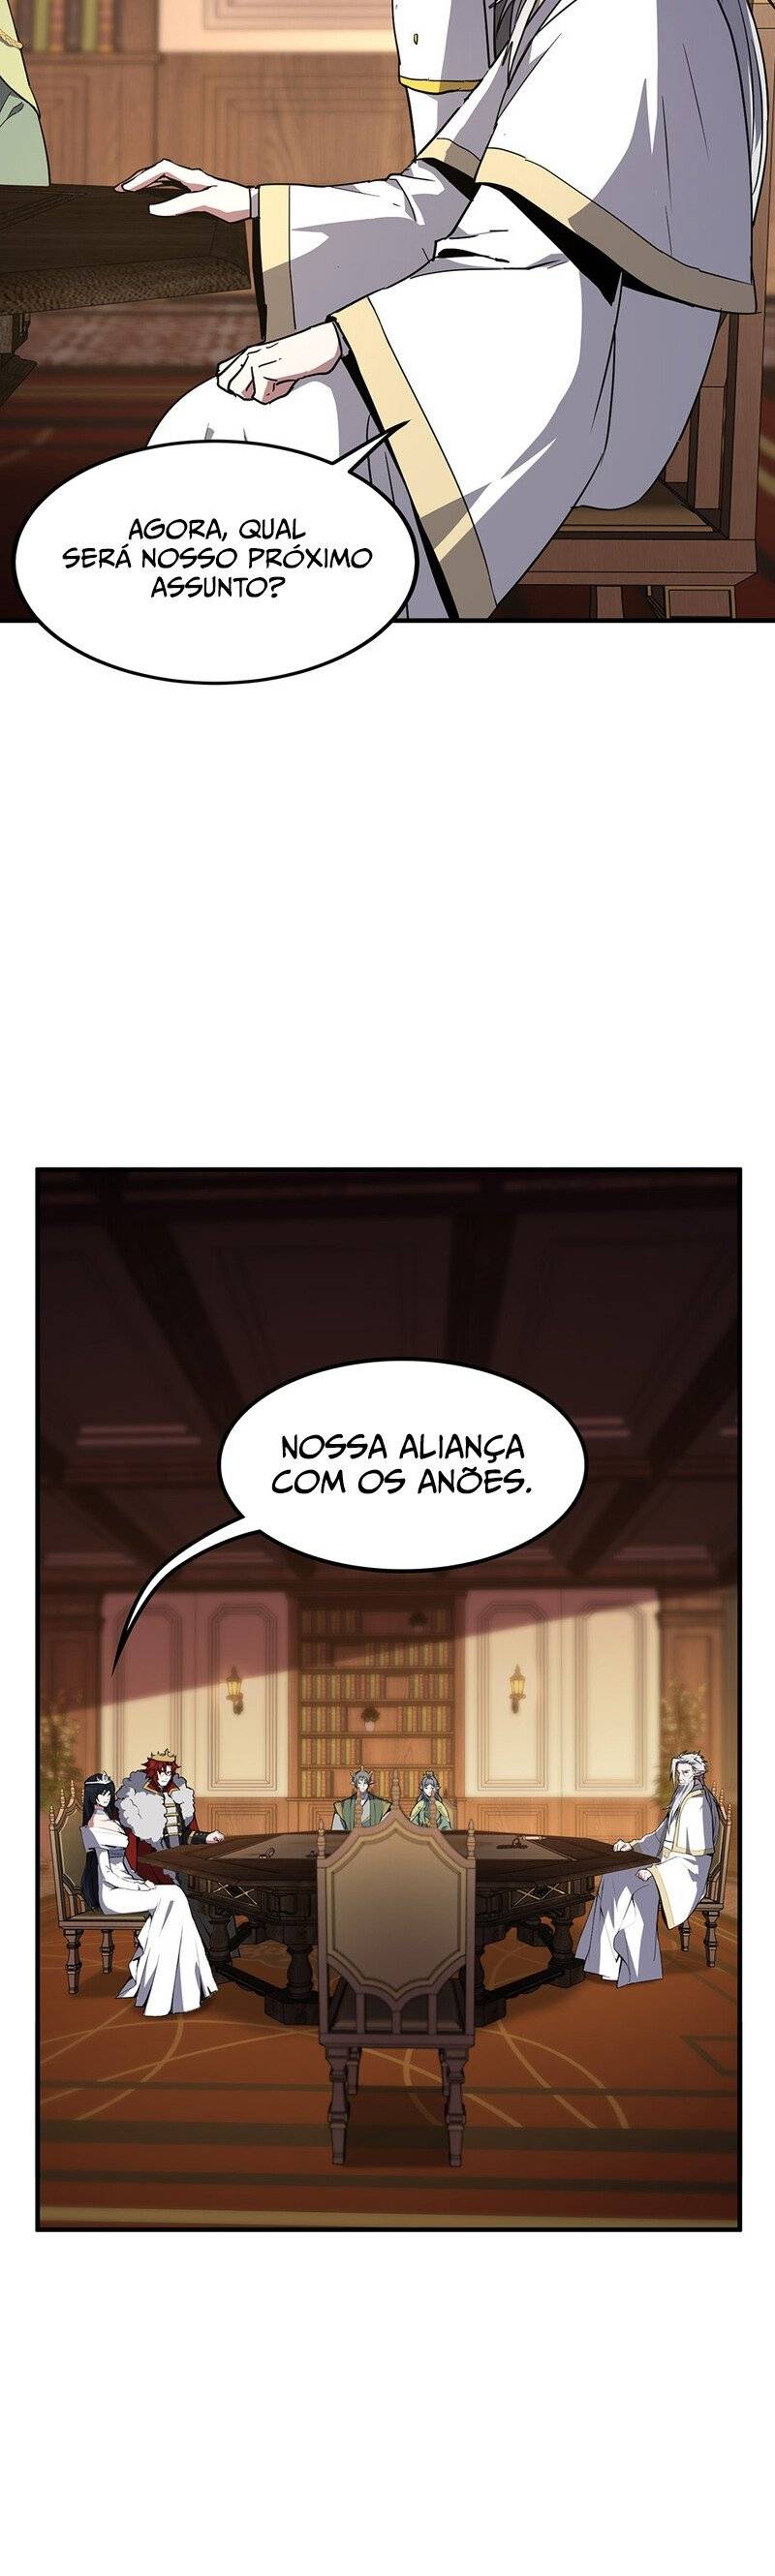 AGORA, QUAL
SERÁ NOSSO PRÓXIMO
ASSUNTO?
NOSSA ALIANÇA
COM OS ANÕES.